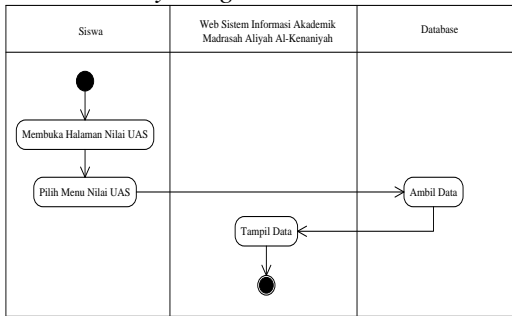 Siswa
Web Sistem Informasi Akademik
Madrasah Aliyah Al-Kenaniyah
Database
Membuka Halaman Nilai UAS
Pilih Menu Nilai UAS
Ambil Data
Tampil Data